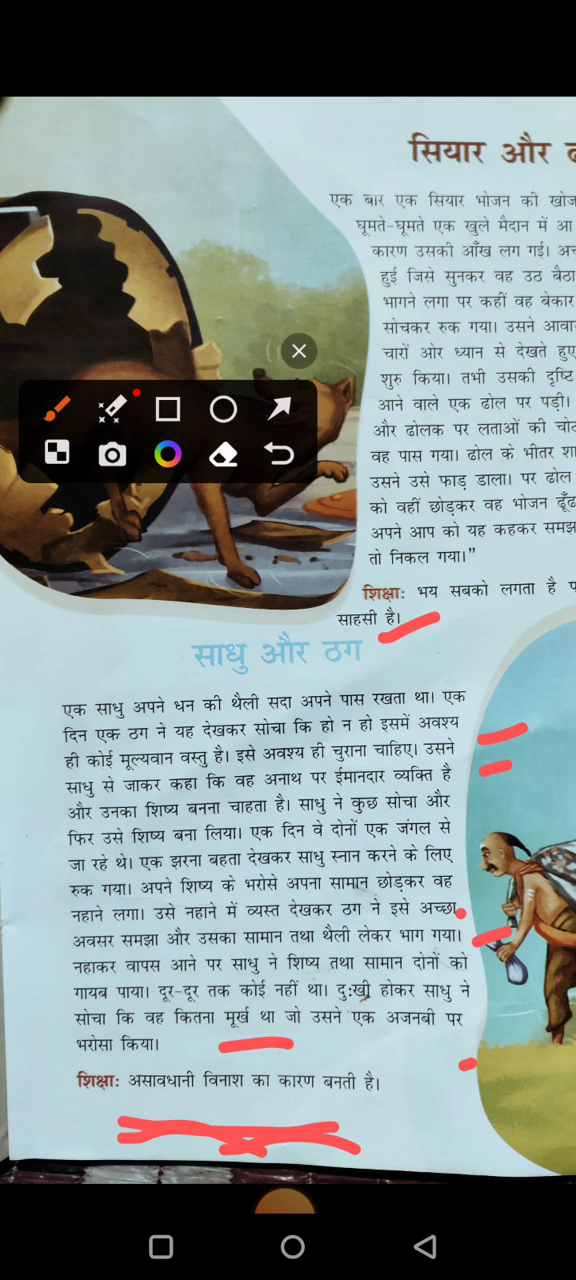 सियार और
एक बार एक सियार भोजन की खोज
घूमते-घूमते एक खुले मैदान में आ
कारण उसकी आँख लग गई।
हुई जिसे सुनकर वह उठ बैठा
भागने लगा पर कहीं वह बेकार
सोचकर रुक गया। उसने
चारों ओर ध्यान से देखते हुए
शुरु किया। तभी उसकी दृष्टि
आने वाले एक ढोल पर पड़ी।
और ढोलक पर लताओं की
वह पास गया। ढोल के भीतर
उसने उसे फाड़ डाला। पर ढोल
को वहीं छोड़कर वह भोजन
अपने आप को यह कहकर
तो निकल गया।”
शिक्षाः भय सबको लगता है
साहसी है।
साधु और ठग
एक साधु अपने धन की थैली सदा अपने पास रखता था। एक
दिन एक ठग ने यह देखकर सोचा कि हो न हो इसमें अवश्य
ही कोई मूल्यवान वस्तु है। इसे अवश्य ही चुराना चाहिए। उसने
साधु से जाकर कहा कि वह अनाथ पर ईमानदार व्यक्ति है
और उनका शिष्य बनना चाहता है। साधु ने कुछ सोचा और
फिर उसे शिष्य बना लिया। एक दिन वे दोनों एक जंगल से
जा रहे थे। एक झरना बहता देखकर साधु स्नान करने के लिए
रुक गया। अपने शिष्य के भरोसे अपना सामान छोड़कर वह
नहाने लगा। उसे नहाने में व्यस्त देखकर ठग ने इसे अच्छा
अवसर समझा और उसका सामान तथा थैली लेकर भाग गया।
नहाकर वापस आने पर साधु ने शिष्य तथा सामान दोनों को
गायब पाया। दूर-दूर तक कोई नहीं था। दुःखी होकर साधु ने
सोचा कि वह कितना मूर्ख था जो उसने एक अजनबी पर
भरोसा किया।
शिक्षाः असावधानी विनाश का कारण बनती है।